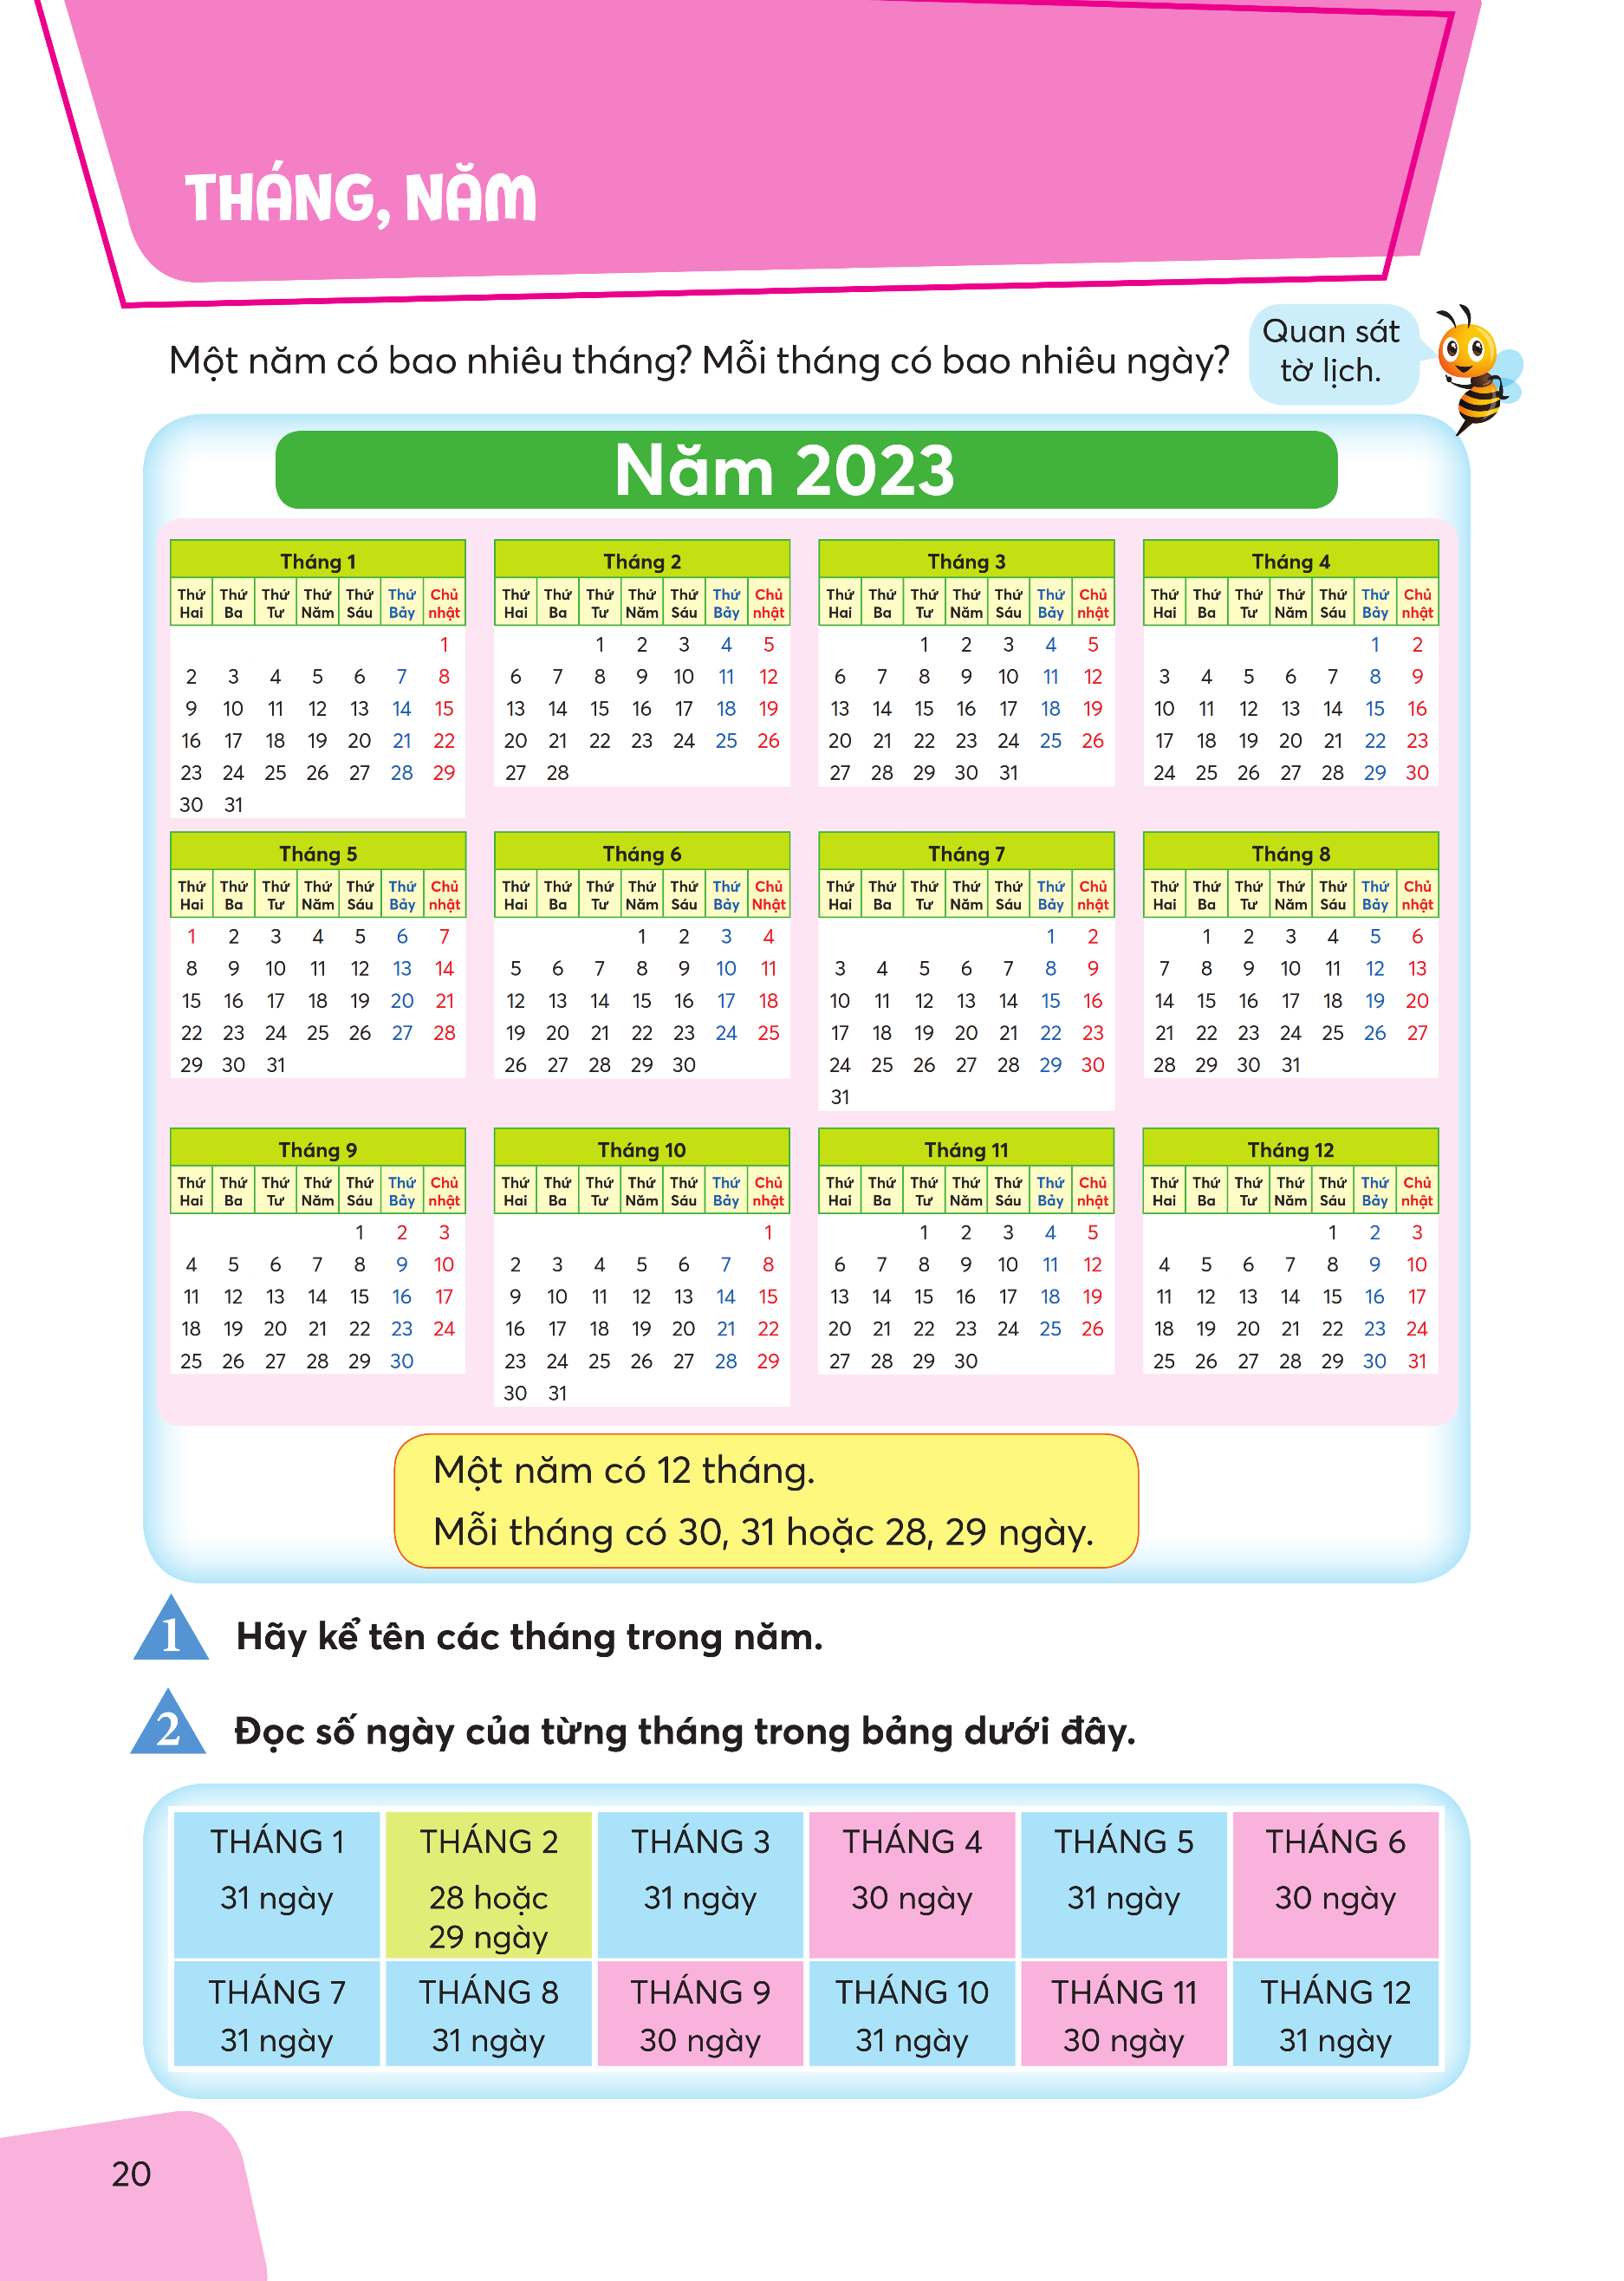 THÁNG, NĂM
Một năm có bao nhiêu tháng? Mỗi tháng có bao nhiêu ngày?
Quan sát
tờ lịch.
Năm 2023
Tháng 1
Thứ Hai Thứ Ba Thứ Tư Thứ Năm Thứ Sáu Thứ Bảy Chủ nhật
1
2 3 4 5 6 7 8
9 10 11 12 13 14 15
16 17 18 19 20 21 22
23 24 25 26 27 28 29
30 31
Tháng 2
Thứ Hai Thứ Ba Thứ Tư Thứ Năm Thứ Sáu Thứ Bảy Chủ nhật
1 2 3 4 5
6 7 8 9 10 11 12
13 14 15 16 17 18 19
20 21 22 23 24 25 26
27 28
Tháng 3
Thứ Hai Thứ Ba Thứ Tư Thứ Năm Thứ Sáu Thứ Bảy Chủ nhật
1 2 3 4 5
6 7 8 9 10 11 12
13 14 15 16 17 18 19
20 21 22 23 24 25 26
27 28 29 30 31
Tháng 4
Thứ Hai Thứ Ba Thứ Tư Thứ Năm Thứ Sáu Thứ Bảy Chủ nhật
1 2
3 4 5 6 7 8 9
10 11 12 13 14 15 16
17 18 19 20 21 22 23
24 25 26 27 28 29 30
Tháng 5
Thứ Hai Thứ Ba Thứ Tư Thứ Năm Thứ Sáu Thứ Bảy Chủ nhật
1 2 3 4 5 6 7
8 9 10 11 12 13 14
15 16 17 18 19 20 21
22 23 24 25 26 27 28
29 30 31
Tháng 6
Thứ Hai Thứ Ba Thứ Tư Thứ Năm Thứ Sáu Thứ Bảy Chủ Nhật
1 2 3 4
5 6 7 8 9 10 11
12 13 14 15 16 17 18
19 20 21 22 23 24 25
26 27 28 29 30
Tháng 7
Thứ Hai Thứ Ba Thứ Tư Thứ Năm Thứ Sáu Thứ Bảy Chủ nhật
1 2
3 4 5 6 7 8 9
10 11 12 13 14 15 16
17 18 19 20 21 22 23
24 25 26 27 28 29 30
31
Tháng 8
Thứ Hai Thứ Ba Thứ Tư Thứ Năm Thứ Sáu Thứ Bảy Chủ nhật
1 2 3 4 5 6
7 8 9 10 11 12 13
14 15 16 17 18 19 20
21 22 23 24 25 26 27
28 29 30 31
Tháng 9
Thứ Hai Thứ Ba Thứ Tư Thứ Năm Thứ Sáu Thứ Bảy Chủ nhật
1 2 3
4 5 6 7 8 9 10
11 12 13 14 15 16 17
18 19 20 21 22 23 24
25 26 27 28 29 30
Tháng 10
Thứ Hai Thứ Ba Thứ Tư Thứ Năm Thứ Sáu Thứ Bảy Chủ nhật
1
2 3 4 5 6 7 8
9 10 11 12 13 14 15
16 17 18 19 20 21 22
23 24 25 26 27 28 29
30 31
Tháng 11
Thứ Hai Thứ Ba Thứ Tư Thứ Năm Thứ Sáu Thứ Bảy Chủ nhật
1 2 3 4 5
6 7 8 9 10 11 12
13 14 15 16 17 18 19
20 21 22 23 24 25 26
27 28 29 30
Tháng 12
Thứ Hai Thứ Ba Thứ Tư Thứ Năm Thứ Sáu Thứ Bảy Chủ nhật
1 2 3
4 5 6 7 8 9 10
11 12 13 14 15 16 17
18 19 20 21 22 23 24
25 26 27 28 29 30 31
Một năm có 12 tháng.
Mỗi tháng có 30, 31 hoặc 28, 29 ngày.
1 Hãy kể tên các tháng trong năm.
2 Đọc số ngày của từng tháng trong bảng dưới đây.
THÁNG 1 THÁNG 2 THÁNG 3 THÁNG 4 THÁNG 5 THÁNG 6
31 ngày 28 hoặc 31 ngày 30 ngày 31 ngày 30 ngày
29 ngày
THÁNG 7 THÁNG 8 THÁNG 9 THÁNG 10 THÁNG 11 THÁNG 12
31 ngày 31 ngày 30 ngày 31 ngày 30 ngày 31 ngày
20